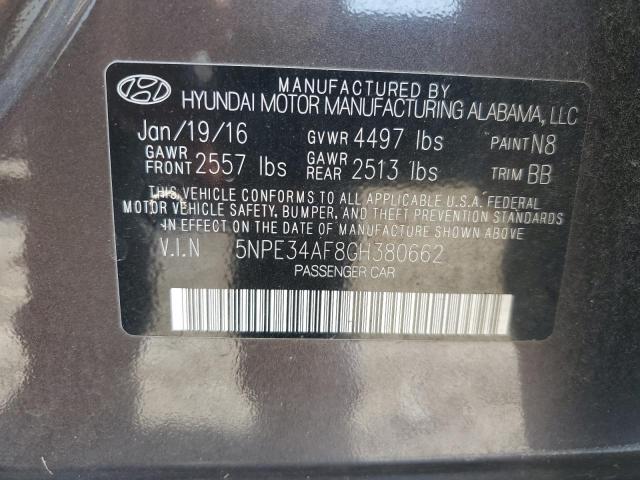 MANUFACTURED BY
HYUNDAI MOTOR MANUFACTURING ALABAMA, LLC
Jan/19/16 GVWR 4497 lbs PAINT N8
GAWR FRONT 2557 lbs GAWR REAR 2513 lbs TRIM BB
THIS VEHICLE CONFORMS TO ALL APPLICABLE U.S.A. FEDERAL
MOTOR VEHICLE SAFETY, BUMPER, AND THEFT PREVENTION STANDARDS
IN EFFECT ON THE DATE OF MANUFACTURE SHOWN ABOVE.
V.I.N 5NPE34AF8GH380662
PASSENGER CAR